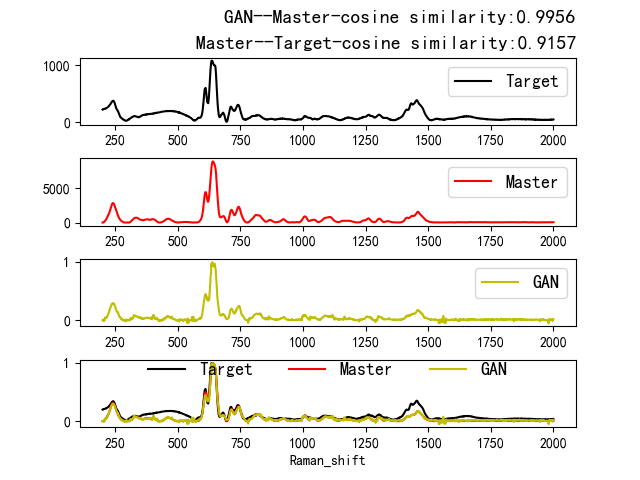 GAN--Master-cosine similarity:0.9956
Master--Target-cosine similarity:0.9157
1000
0
Target
250 500 750 1000 1250 1500 1750 2000
5000
0
Master
250 500 750 1000 1250 1500 1750 2000
1
0
GAN
250 500 750 1000 1250 1500 1750 2000
1
0
Target Master GAN
250 500 750 1000 1250 1500 1750 2000
Raman_shift